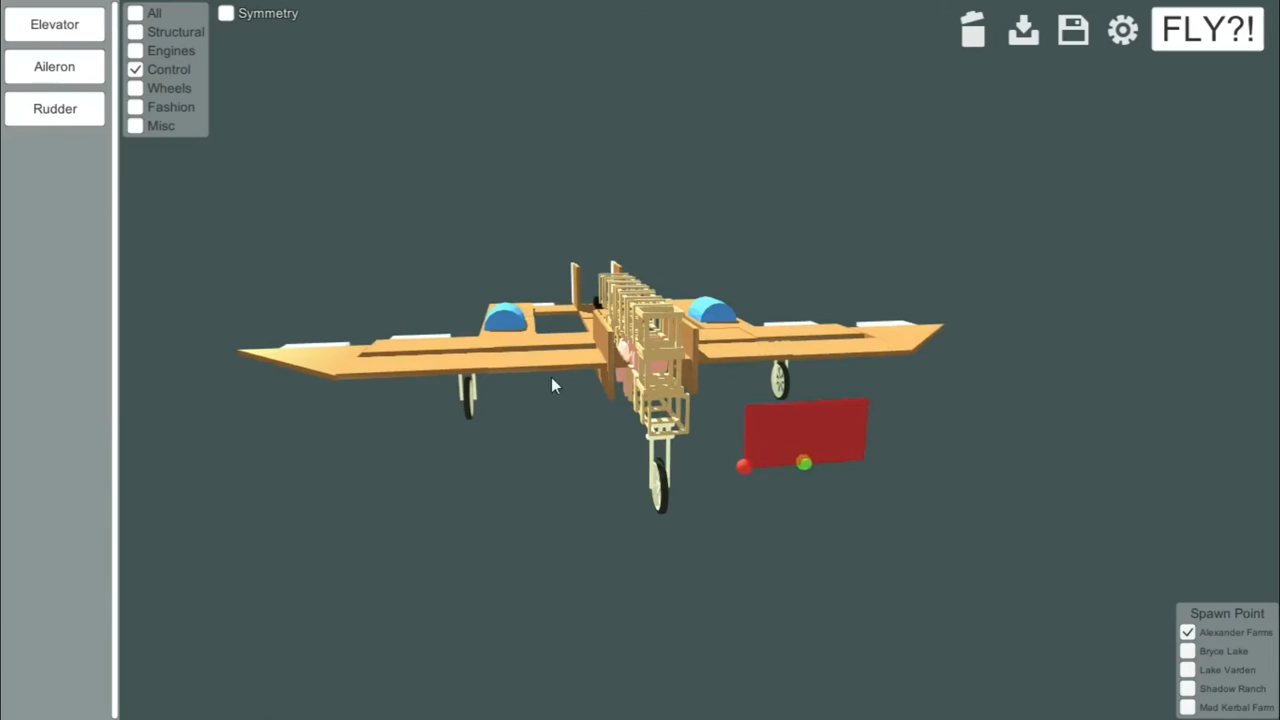 Elevator
Aileron
Rudder
All
Structural
Engines
Control
Wheels
Fashion
Misc
Symmetry
FLY?!
Spawn Point
Alexander Farms
Bryce Lake
Lake Varden
Shadow Ranch
Mad Kerbal Farm